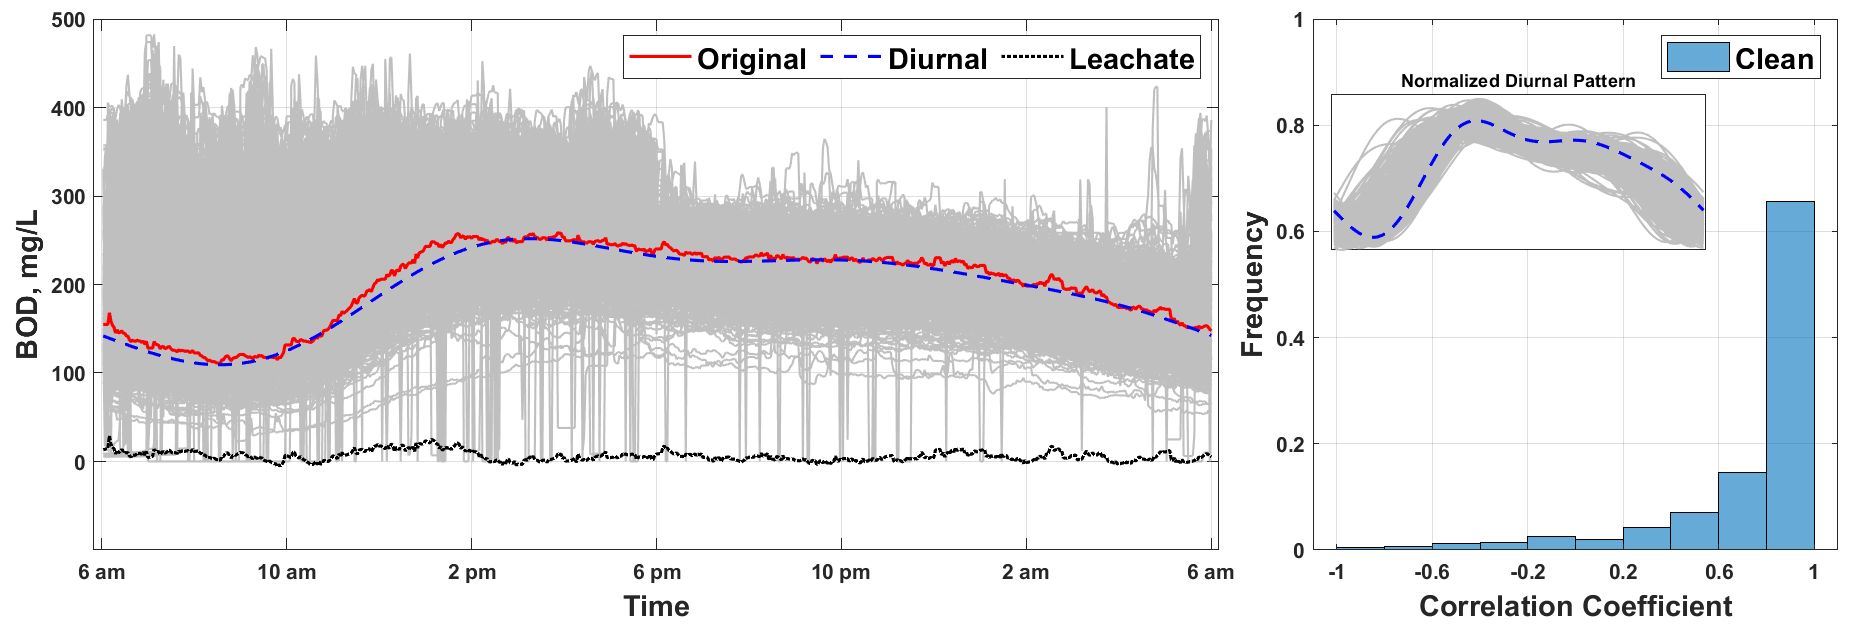 500
400
300
200
100
0
BOD, mg/L
Original Diurnal Leachate
6 am 10 am 2 pm 6 pm 10 pm 2 am 6 am
Time
1
0.8
0.6
0.4
0.2
0
Frequency
Clean
Normalized Diurnal Pattern
-1 -0.6 -0.2 0.2 0.6 1
Correlation Coefficient